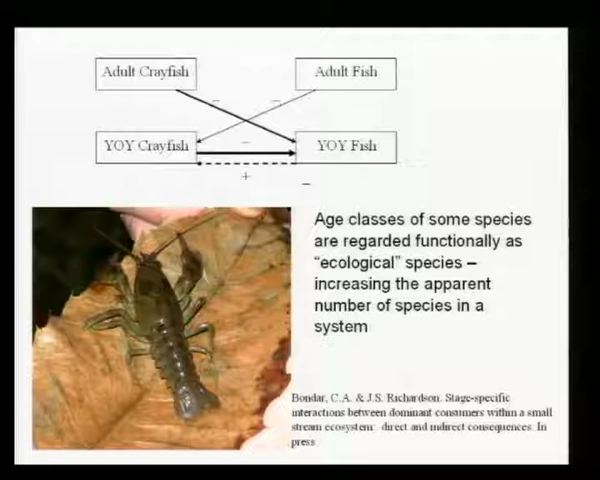 Adult Crayfish
Adult Fish
–
–
YOY Crayfish
–
YOY Fish
+
–
Age classes of some species
are regarded functionally as
“ecological” species –
increasing the apparent
number of species in a
system
Bondar, C.A. & J.S. Richardson. Stage-specific
interactions between dominant consumers within a small
stream ecosystem: direct and indirect consequences. In
press